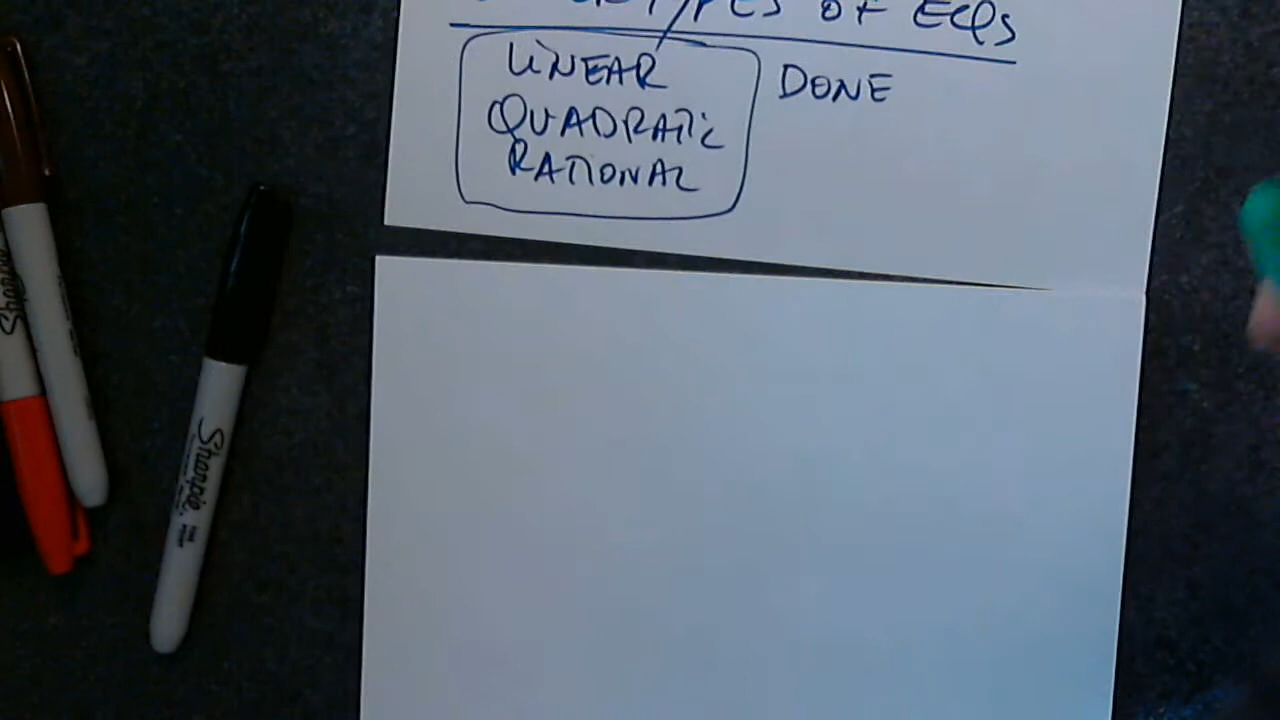 TYPES OF EQs
LINEAR DONE
QUADRATIC
RATIONAL
Sharpie
Sharpie